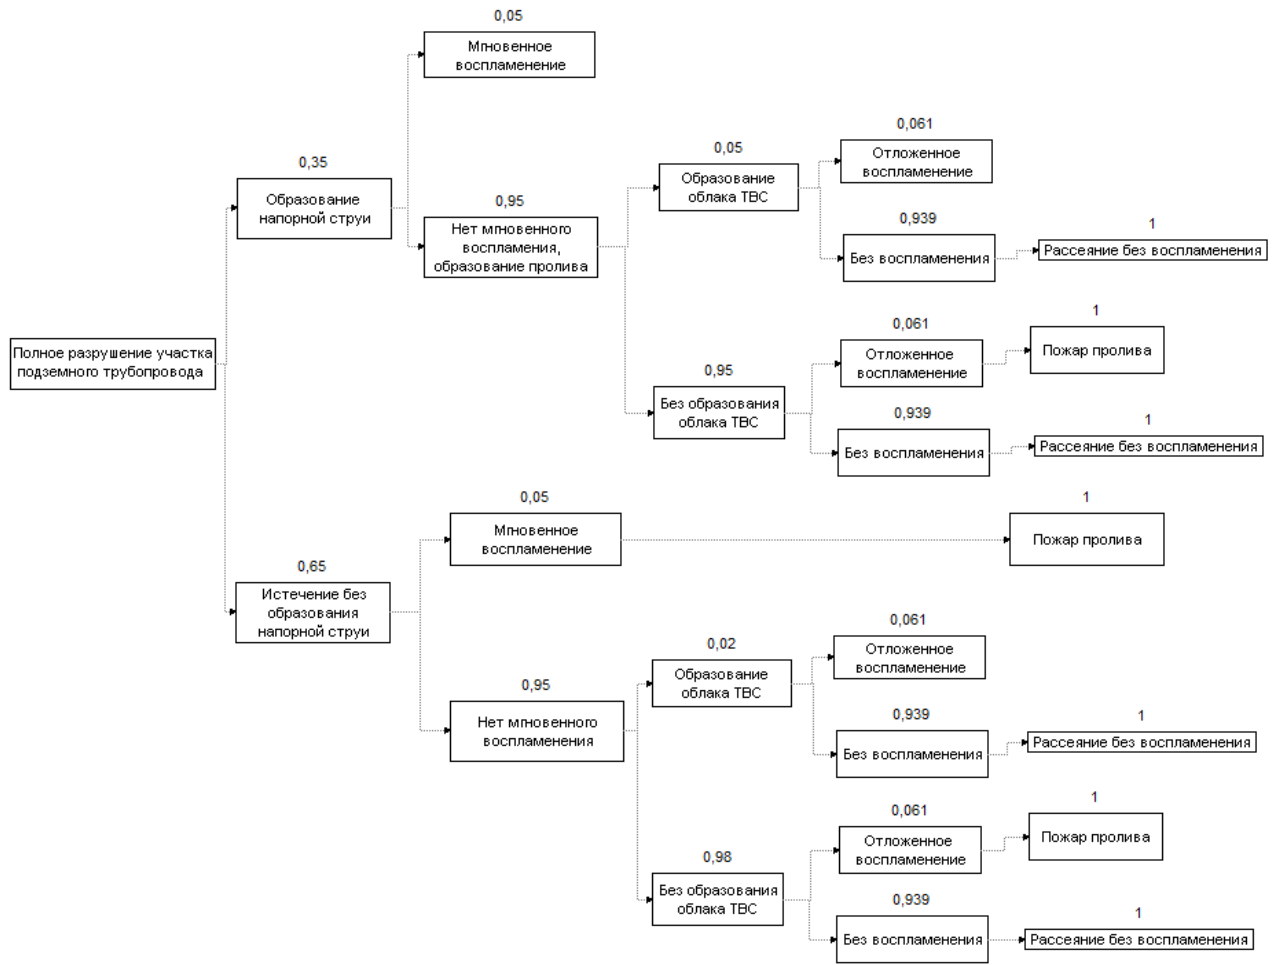 0,05
Мгновенное
воспламенение
0,061
Отложенное
воспламенение
0,05
Образование
облака ТВС
0,35
Образование
напорной струи
0,95
Нет мгновенного
воспламения,
образование пролива
0,939
Без воспламенения
1
Рассеяние без воспламенения
0,061
Отложенное
воспламенение
1
Пожар пролива
Полное разрушение участка
подземного трубопровода
0,95
Без образования
облака ТВС
0,939
Без воспламенения
1
Рассеяние без воспламенения
0,05
Мгновенное
воспламенение
1
Пожар пролива
0,65
Истечение без
образования
напорной струи
0,061
Отложенное
воспламенение
0,02
Образование
облака ТВС
0,95
Нет мгновенного
воспламенения
0,939
Без воспламенения
1
Рассеяние без воспламенения
0,061
Отложенное
воспламенение
1
Пожар пролива
0,98
Без образования
облака ТВС
0,939
Без воспламенения
1
Рассеяние без воспламенения